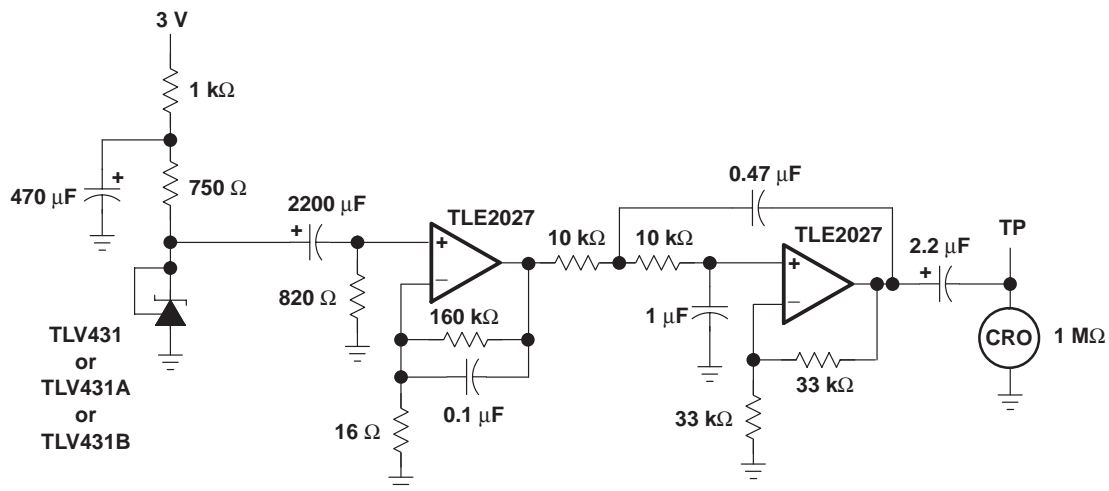 3 V
1 kΩ
470 μF
+
750 Ω
2200 μF
+
820 Ω
TLE2027
+
−
160 kΩ
0.1 μF
16 Ω
10 kΩ
10 kΩ
0.47 μF
1 μF
TLE2027
+
−
33 kΩ
33 kΩ
2.2 μF
+
TP
CRO
1 MΩ
TLV431
or
TLV431A
or
TLV431B